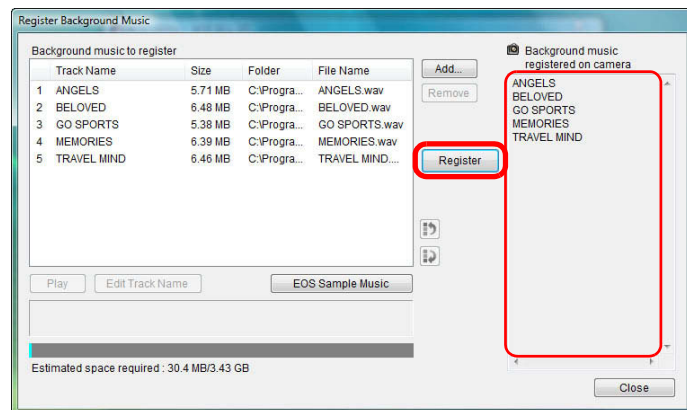 Register Background Music
Background music to register
Track Name Size Folder File Name
1 ANGELS 5.71 MB C:\Progra... ANGELS.wav
2 BELOVED 6.48 MB C:\Progra... BELOVED.wav
3 GO SPORTS 5.38 MB C:\Progra... GO SPORTS.wav
4 MEMORIES 6.39 MB C:\Progra... MEMORIES.wav
5 TRAVEL MIND 6.46 MB C:\Progra... TRAVEL MIND....
Play Edit Track Name EOS Sample Music
Estimated space required : 30.4 MB/3.43 GB
Add...
Remove
Register
Background music
registered on camera
ANGELS
BELOVED
GO SPORTS
MEMORIES
TRAVEL MIND
Close